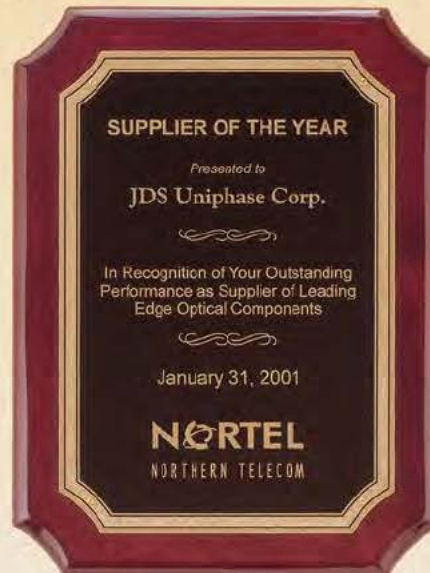 SUPPLIER OF THE YEAR
Presented to
JDS Uniphase Corp.
In Recognition of Your Outstanding
Performance as Supplier of Leading
Edge Optical Components
January 31, 2001
NORTEL
NORTHERN TELECOM